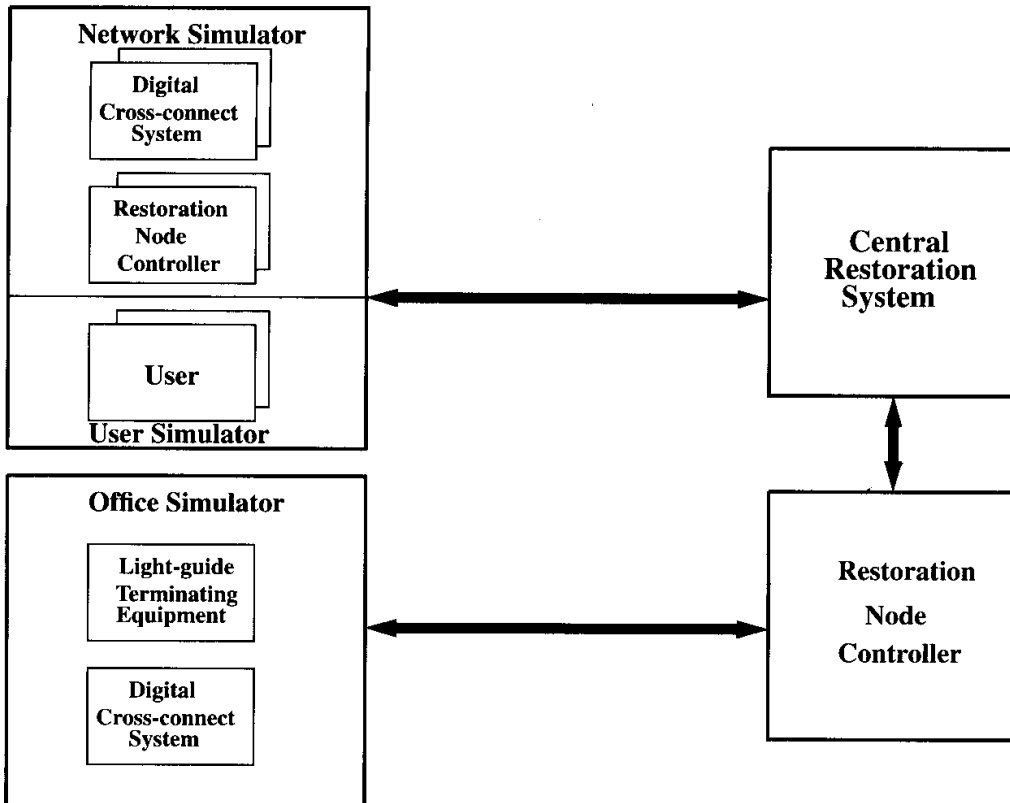 Network Simulator
Digital
Cross-connect
System
Restoration
Node
Controller
User
User Simulator
Central
Restoration
System
Office Simulator
Light-guide
Terminating
Equipment
Digital
Cross-connect
System
Restoration
Node
Controller